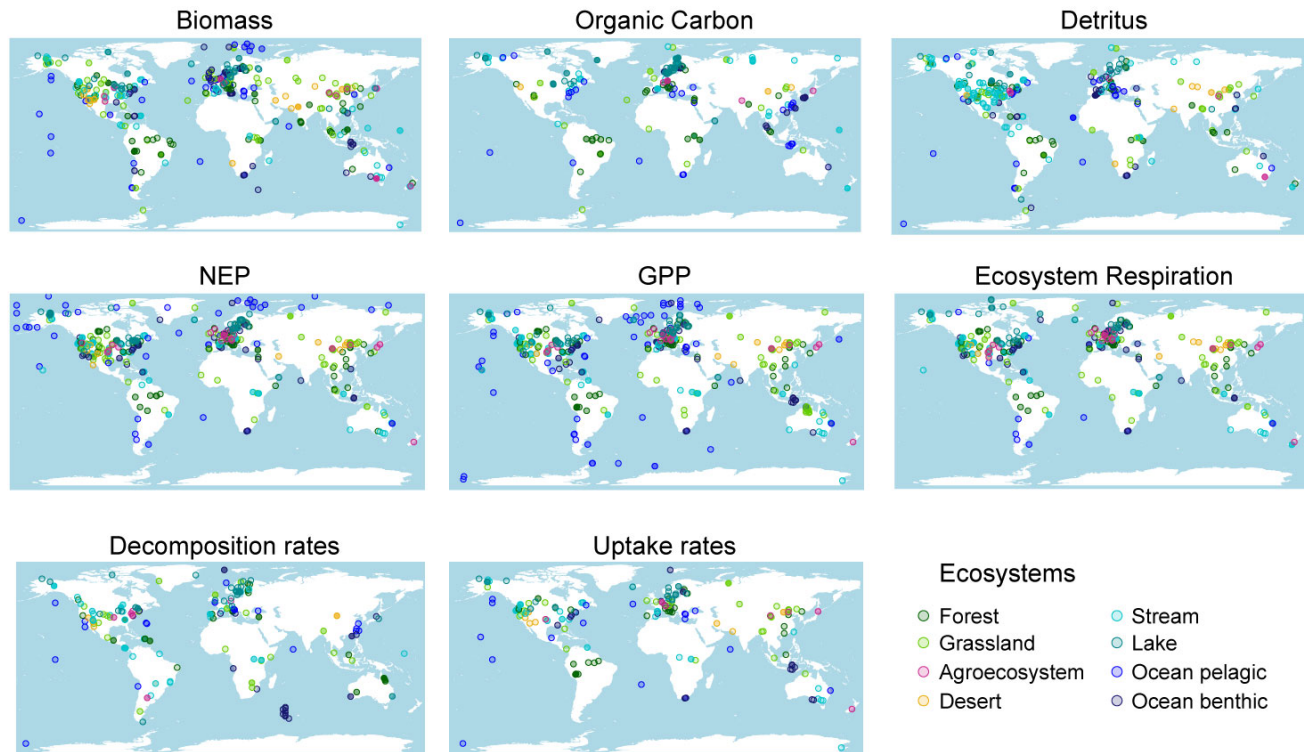 Biomass
Organic Carbon
Detritus
NEP
GPP
Ecosystem Respiration
Decomposition rates
Uptake rates
Ecosystems
Forest
Grassland
Agroecosystem
Desert
Stream
Lake
Ocean pelagic
Ocean benthic